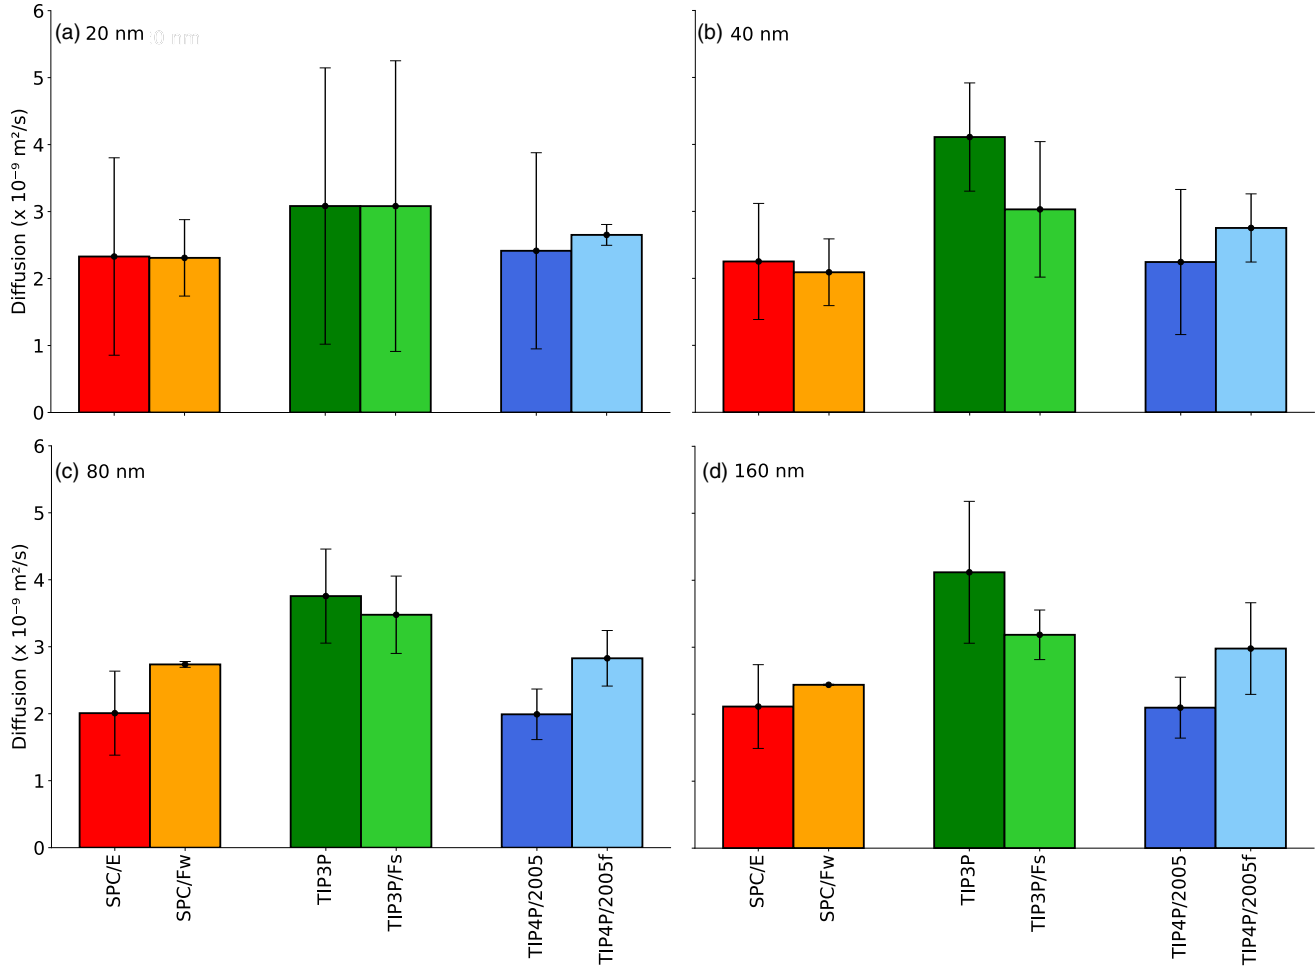 (a) 20 nm
(b) 40 nm
6
5
4
3
2
1
0
Diffusion (x 10⁻⁹ m²/s)
(c) 80 nm
(d) 160 nm
6
5
4
3
2
1
0
Diffusion (x 10⁻⁹ m²/s)
SPC/E
SPC/Fw
TIP3P
TIP3P/Fs
TIP4P/2005
TIP4P/2005f
SPC/E
SPC/Fw
TIP3P
TIP3P/Fs
TIP4P/2005
TIP4P/2005f